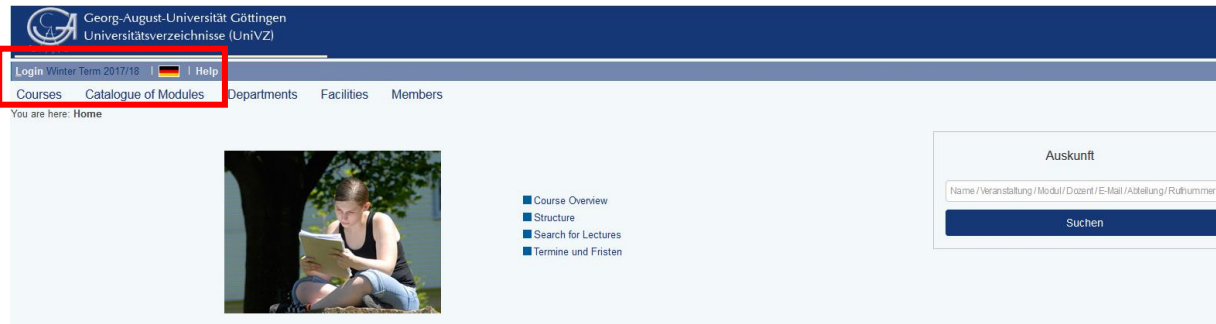 Georg-August-Universität Göttingen
Universitätsverzeichnisse (UniVZ)
Login Winter Term 2017/18 | | Help
Courses Catalogue of Modules Departments Facilities Members
You are here: Home
Auskunft
Name / Veranstaltung / Modul / Dozent / E-Mail / Abteilung / Rufnummer
Suchen
Course Overview
Structure
Search for Lectures
Termine und Fristen